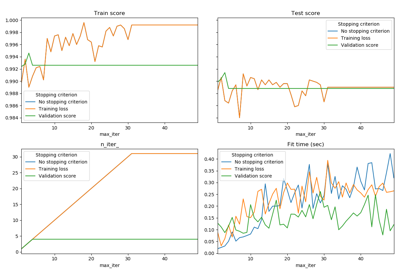 Train score
Test score
1.000
0.998
0.996
0.994
0.992
0.990
0.988
0.986
0.984
Stopping criterion
No stopping criterion
Training loss
Validation score
Stopping criterion
No stopping criterion
Training loss
Validation score
10
20
30
40
max_iter
10
20
30
40
max_iter
n_iter_
Fit time (sec)
30
25
20
15
10
5
0
Stopping criterion
No stopping criterion
Training loss
Validation score
0.40
0.35
0.30
0.25
0.20
0.15
0.10
0.05
0.00
Stopping criterion
No stopping criterion
Training loss
Validation score
10
20
30
40
max_iter
10
20
30
40
max_iter